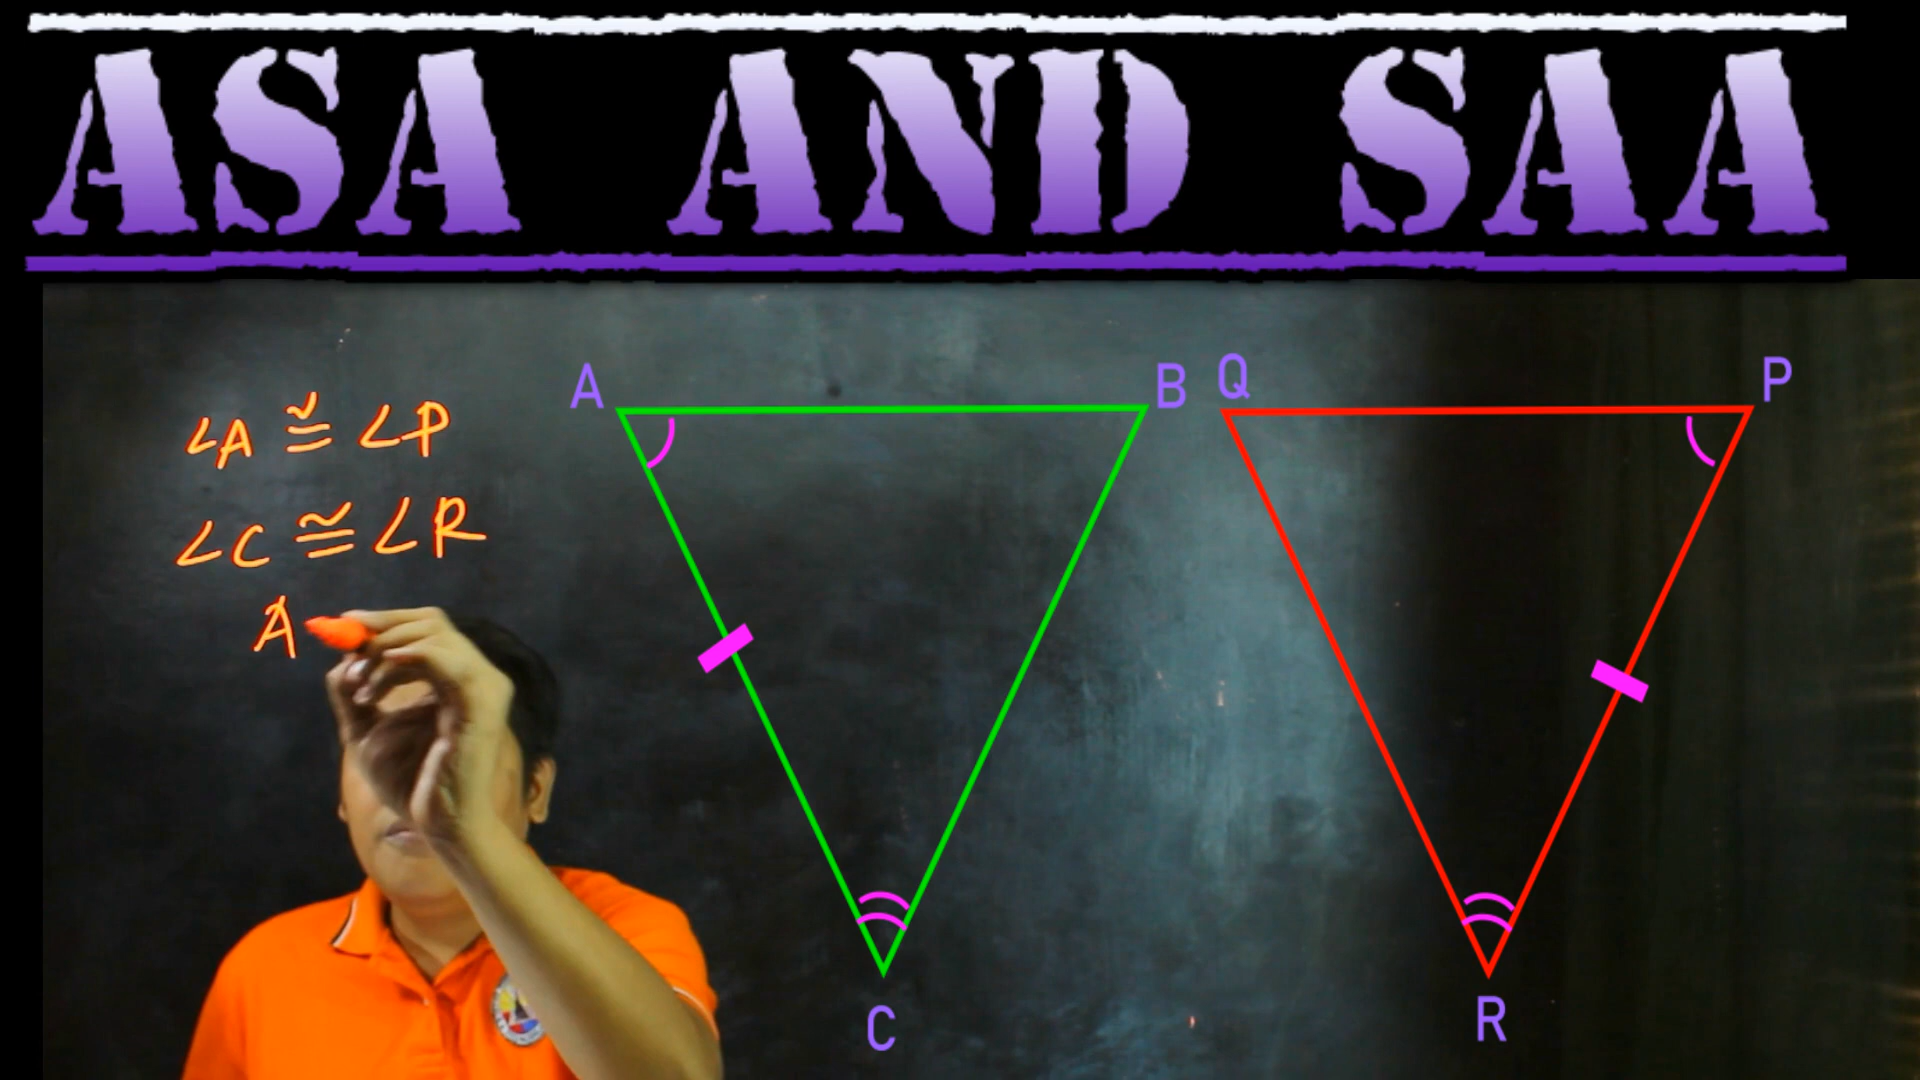 ASA AND SAA
∠A ≅ ∠P
∠C ≅ ∠R
A
A B Q P
C R